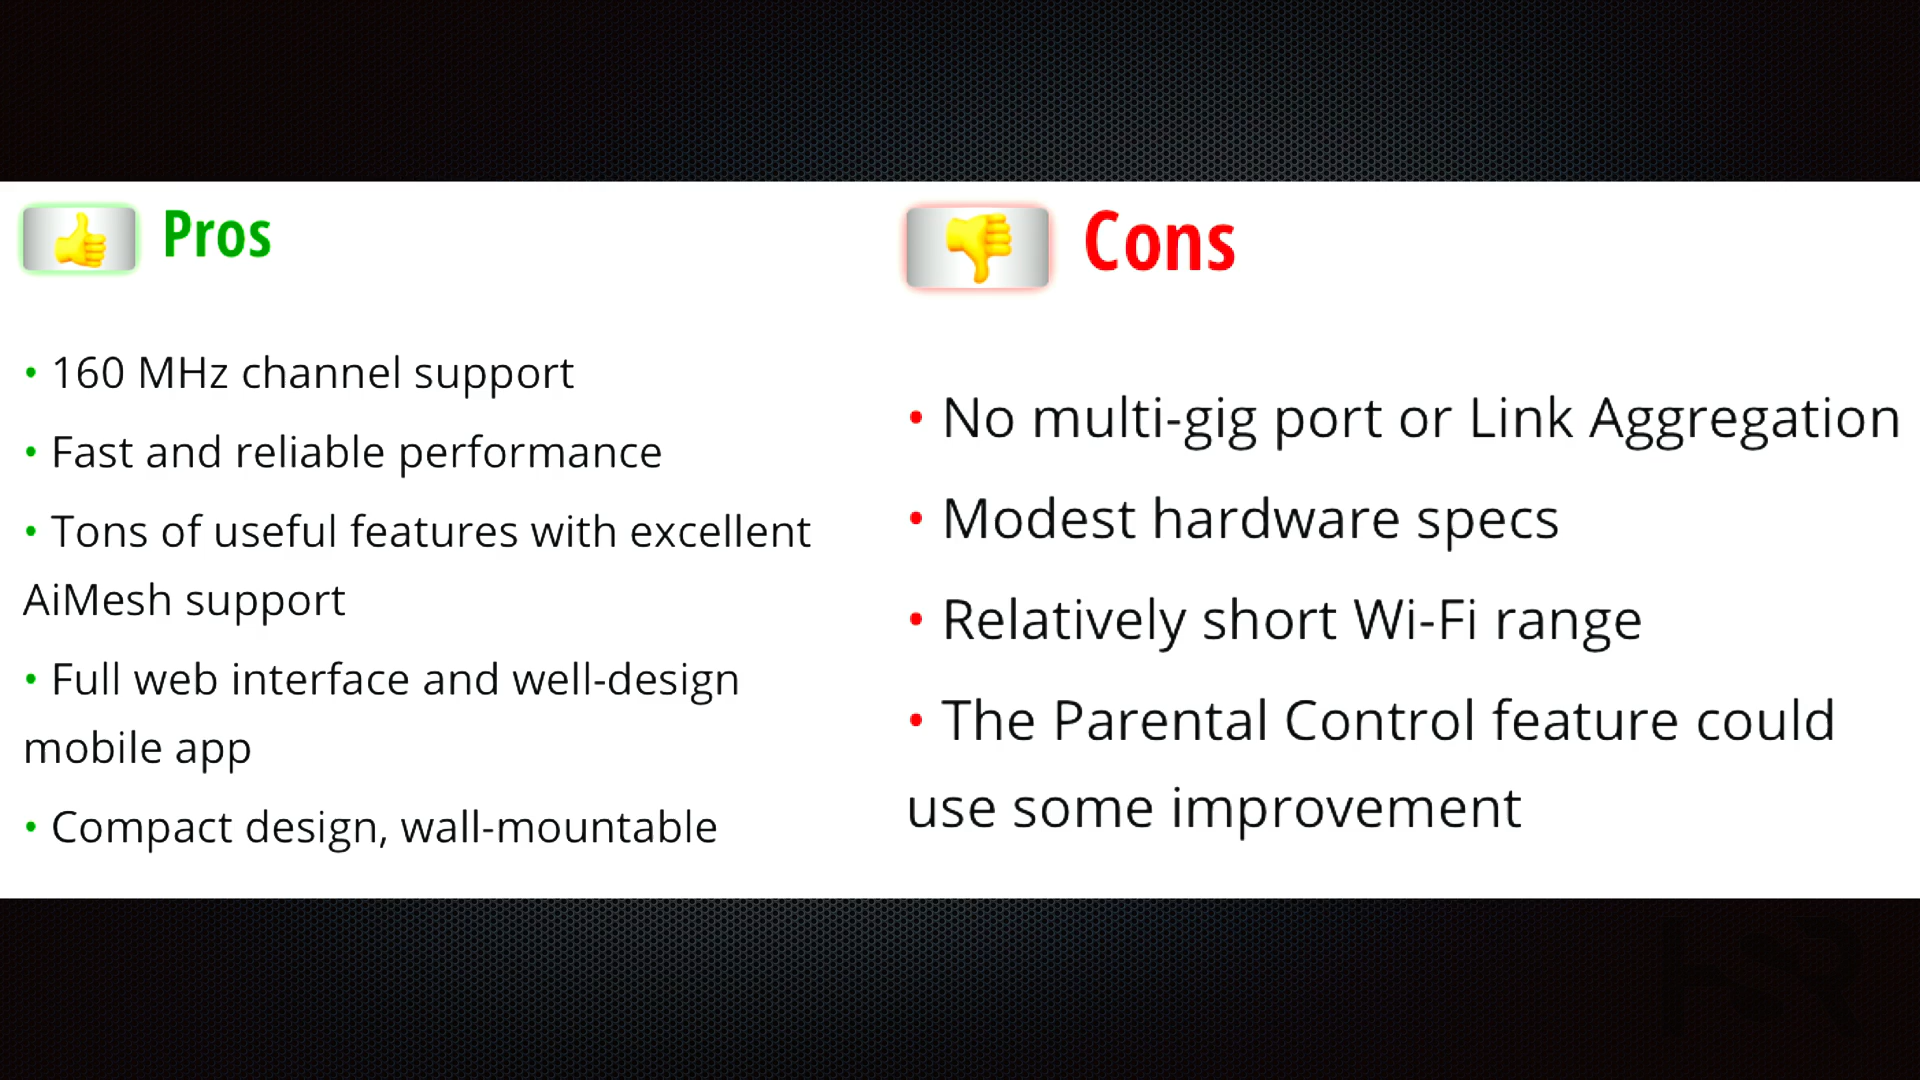 Pros
• 160 MHz channel support
• Fast and reliable performance
• Tons of useful features with excellent
AiMesh support
• Full web interface and well-design
mobile app
• Compact design, wall-mountable
Cons
• No multi-gig port or Link Aggregation
• Modest hardware specs
• Relatively short Wi-Fi range
• The Parental Control feature could
use some improvement